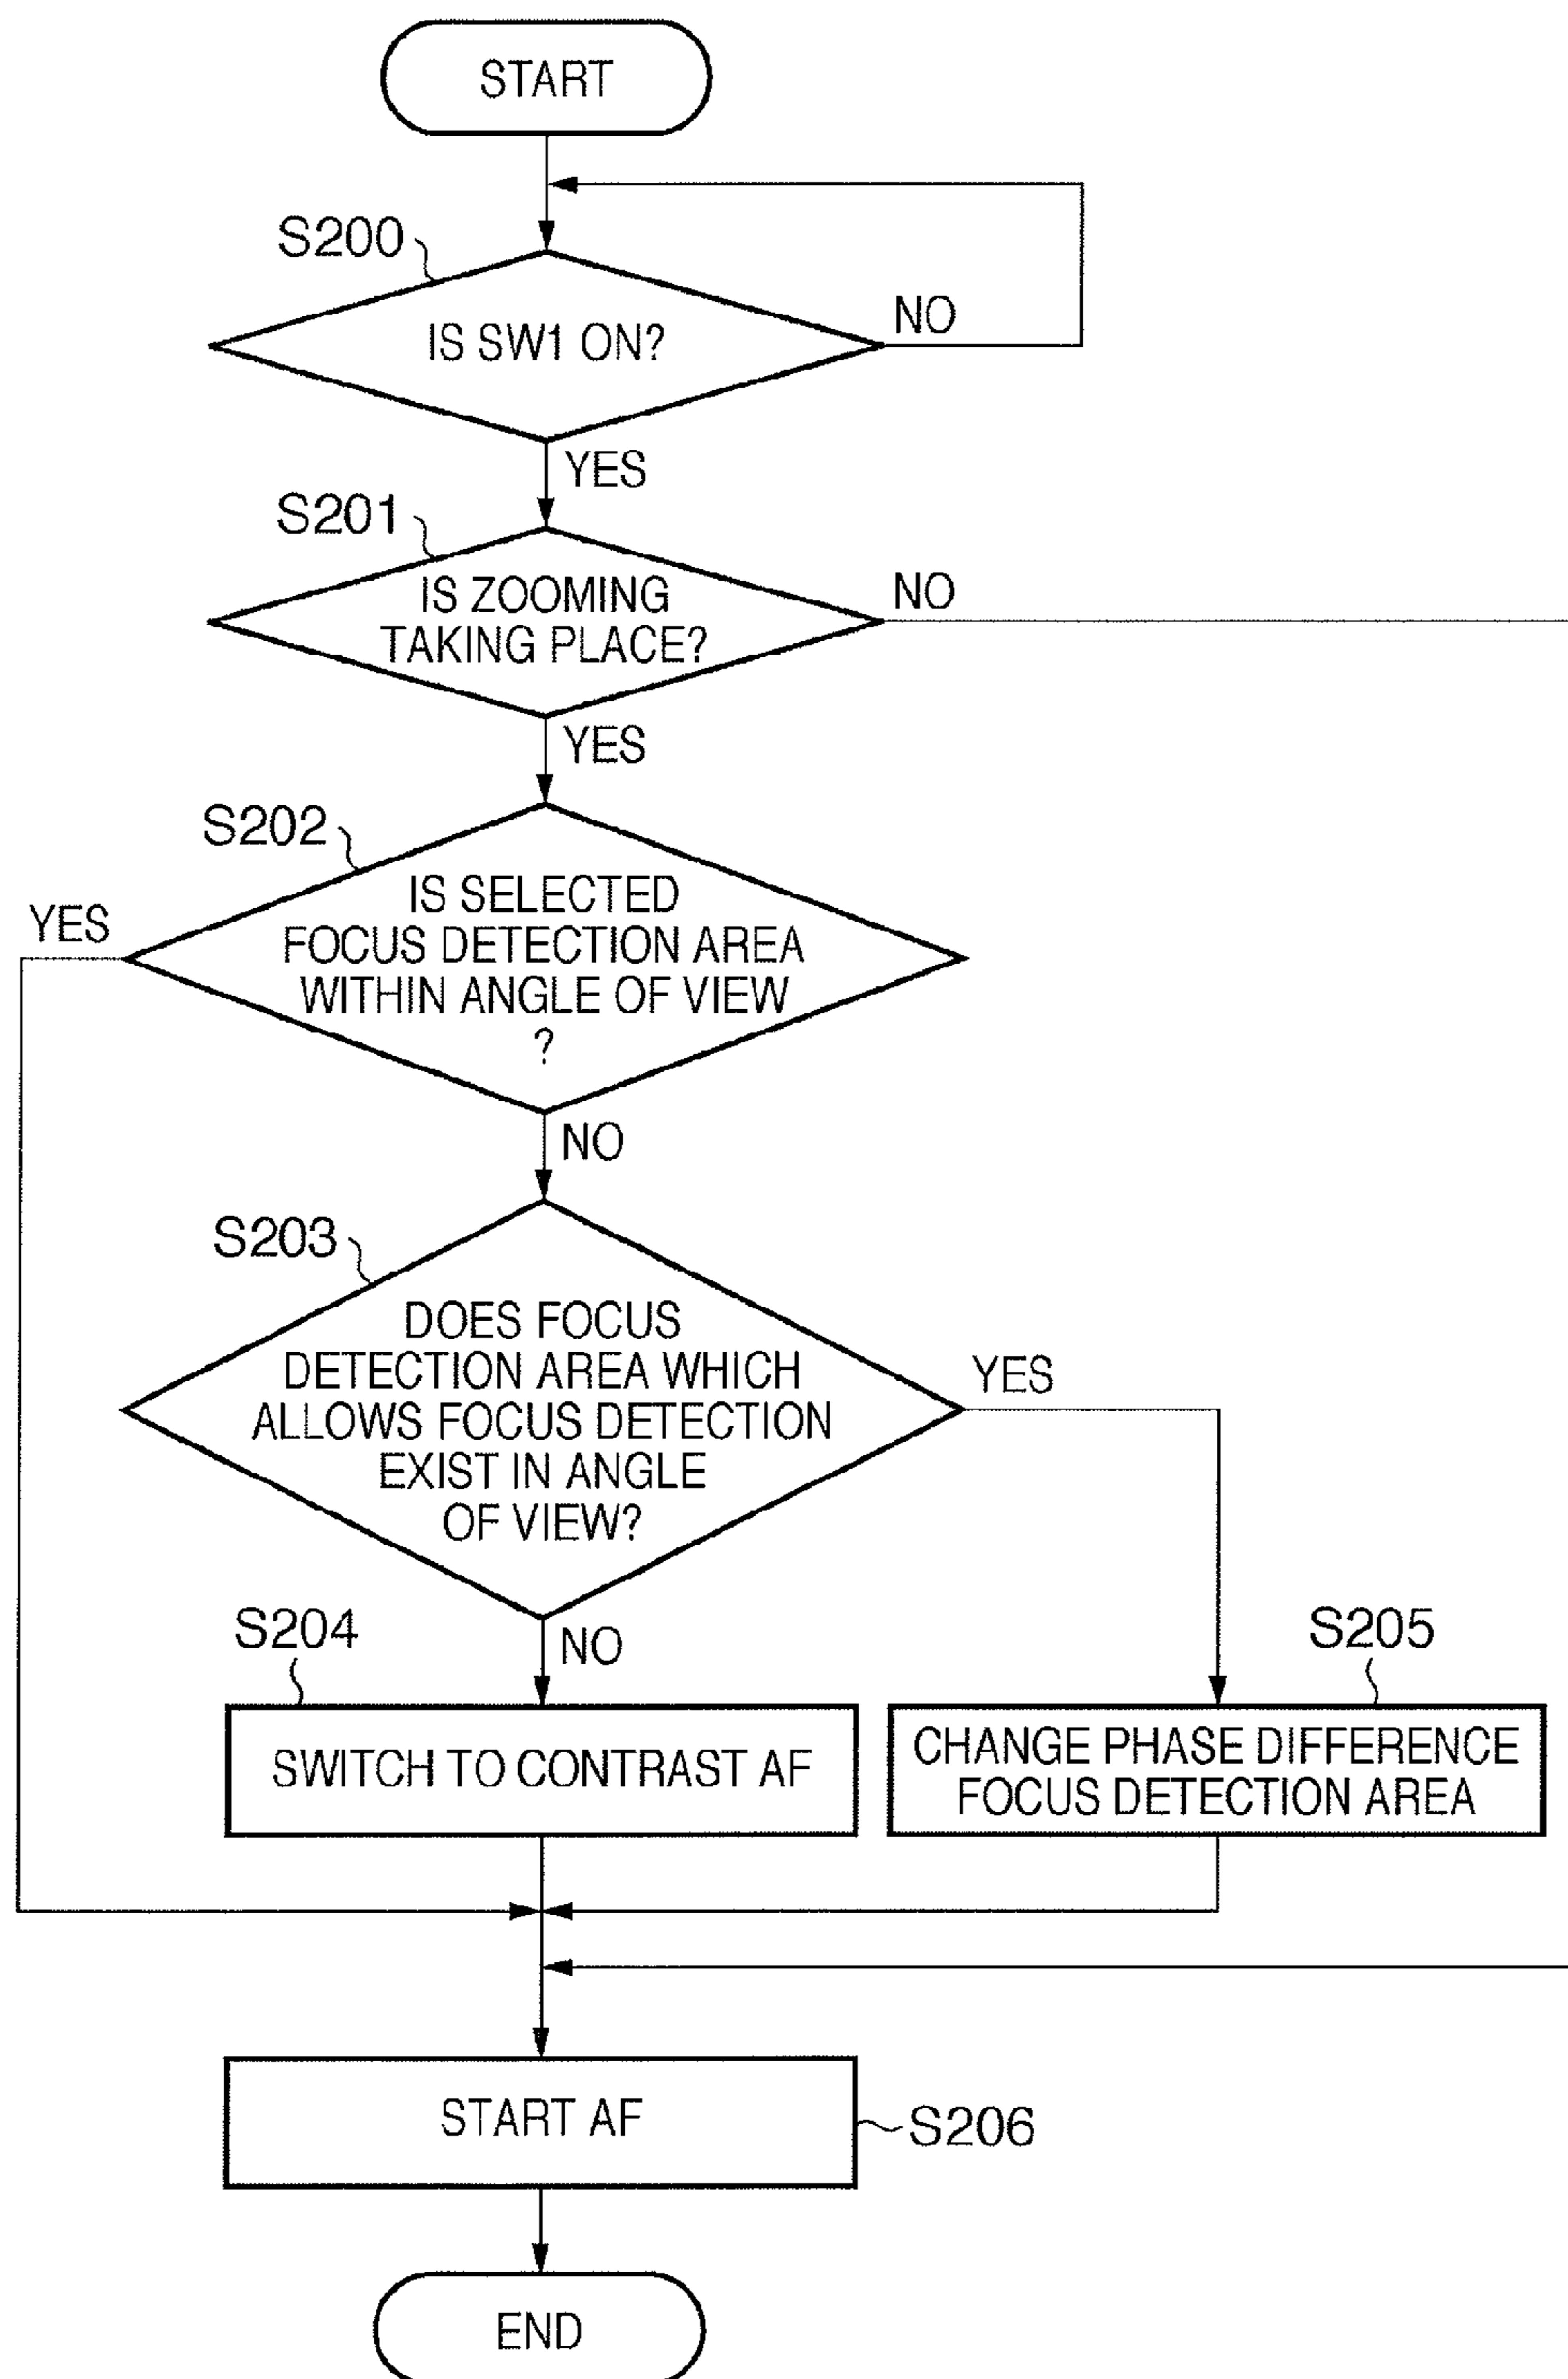 START
S200
IS SW1 ON?
NO
YES
S201
IS ZOOMING
TAKING PLACE?
NO
YES
S202
IS SELECTED
FOCUS DETECTION AREA
WITHIN ANGLE OF VIEW
?
YES
NO
S203
DOES FOCUS
DETECTION AREA WHICH
ALLOWS FOCUS DETECTION
EXIST IN ANGLE
OF VIEW?
YES
NO
S204
SWITCH TO CONTRAST AF
S205
CHANGE PHASE DIFFERENCE
FOCUS DETECTION AREA
START AF
S206
END